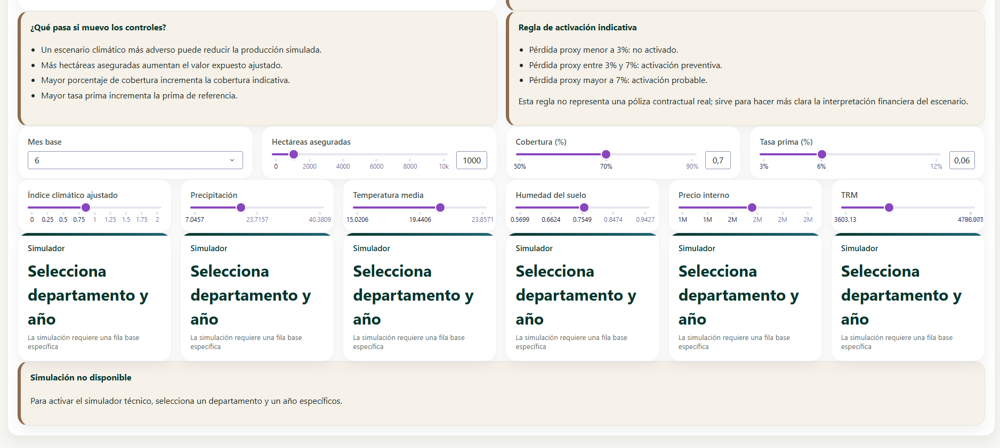 ¿Qué pasa si muevo los controles?
• Un escenario climático más adverso puede reducir la producción simulada.
• Más hectáreas aseguradas aumentan el valor expuesto ajustado.
• Mayor porcentaje de cobertura incrementa la cobertura indicativa.
• Mayor tasa prima incrementa la prima de referencia.
Regla de activación indicativa
• Pérdida proxy menor a 3%: no activado.
• Pérdida proxy entre 3% y 7%: activación preventiva.
• Pérdida proxy mayor a 7%: activación probable.
Esta regla no representa una póliza contractual real; sirve para hacer más clara la interpretación financiera del escenario.
Mes base
6
Hectáreas aseguradas
1000
0 2000 4000 6000 8000 10k
Cobertura (%)
0,7
50% 70% 90%
Tasa prima (%)
0,06
3% 6% 12%
Índice climático ajustado
0 0.25 0.5 0.75 1 1.25 1.5 1.75 2
Precipitación
7.0457 23.7157 40.3809
Temperatura media
15.0206 19.4406 23.8571
Humedad del suelo
0.5699 0.6624 0.7549 0.8474 0.9427
Precio interno
1M 1M 2M 2M 2M 2M
TRM
3603.13
Simulador
Selecciona
departamento y
año
La simulación requiere una fila base
específica
Simulador
Selecciona
departamento y
año
La simulación requiere una fila base
específica
Simulador
Selecciona
departamento y
año
La simulación requiere una fila base
específica
Simulador
Selecciona
departamento y
año
La simulación requiere una fila base
específica
Simulador
Selecciona
departamento y
año
La simulación requiere una fila base
específica
Simulador
Selecciona
departamento y
año
La simulación requiere una fila base
específica
Simulación no disponible
Para activar el simulador técnico, selecciona un departamento y un año específicos.